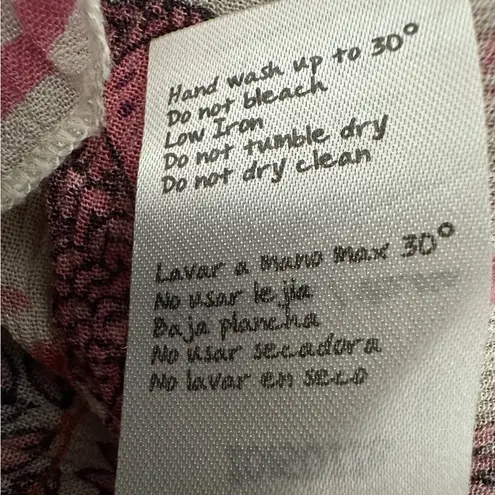 Hand wash up to 30°
Do not bleach
Low Iron
Do not tumble dry
Do not dry clean
Lavar a mano max 30°
No usar lejia
Baja plancha
No usar secadora
No lavar en seco